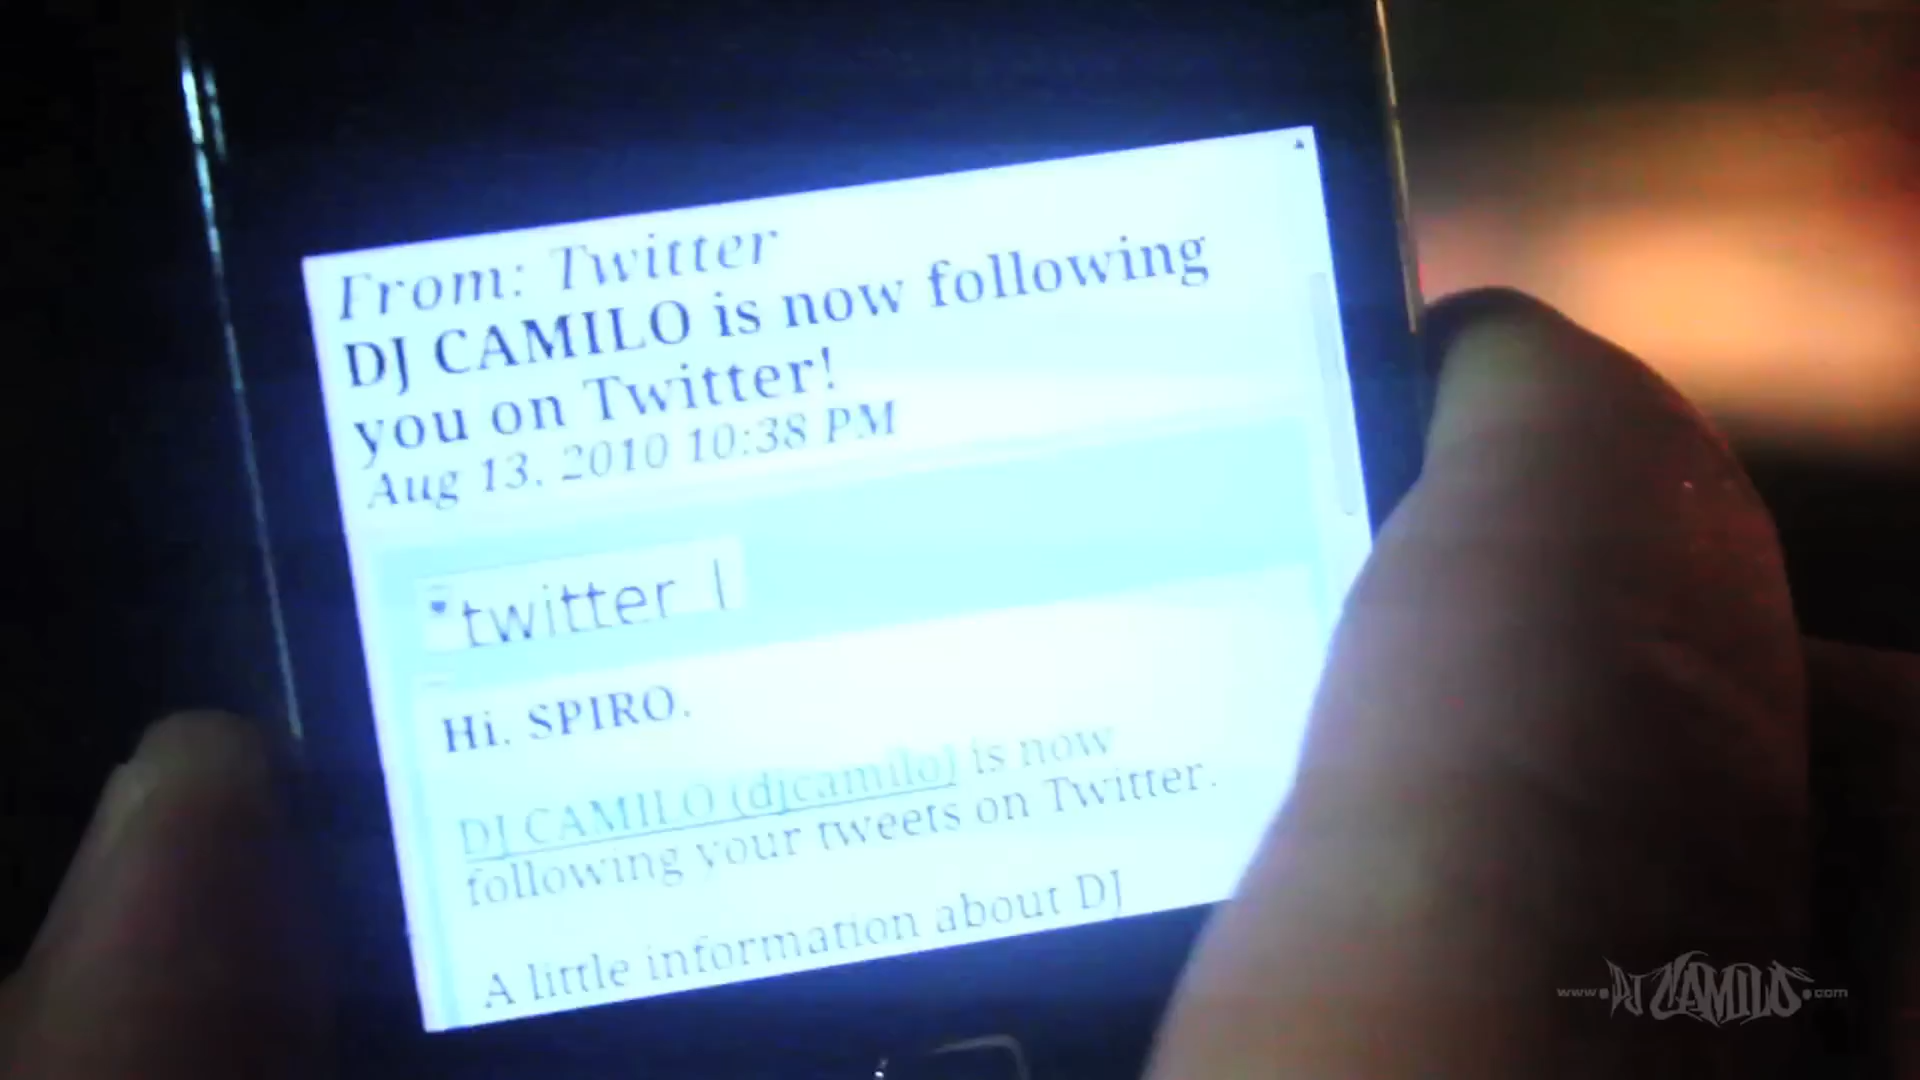 From: Twitter
DJ CAMILO is now following
you on Twitter!
Aug 13, 2010 10:38 PM
twitter
Hi, SPIRO.
DJ CAMILO (djcamilo) is now
following your tweets on Twitter.
A little information about DJ
www.DJ CAMILO.com